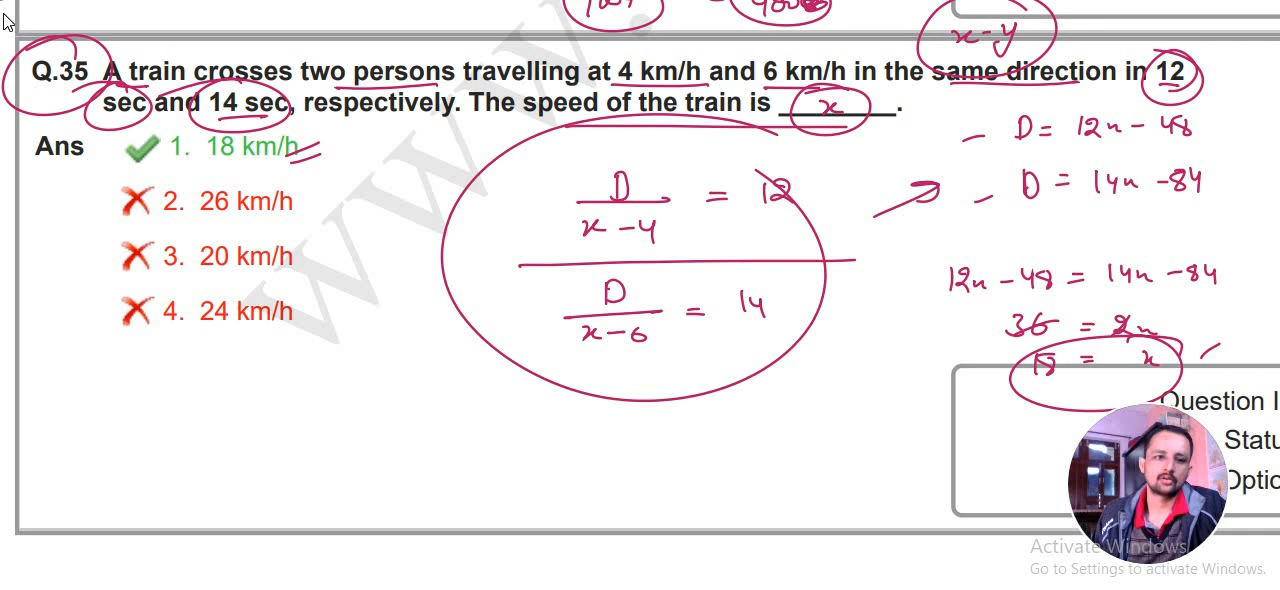 x-y
Q.35 A train crosses two persons travelling at 4 km/h and 6 km/h in the same direction in 12
sec and 14 sec, respectively. The speed of the train is x .
Ans 1. 18 km/h
2. 26 km/h
3. 20 km/h
4. 24 km/h
D / x-4 = 12
D / x-6 = 14
D = 12x - 48
D = 14x - 84
12x - 48 = 14x - 84
36 = 2x
18 = x
www.
Question I
Statu
Optio
Activate Windows
Go to Settings to activate Windows.